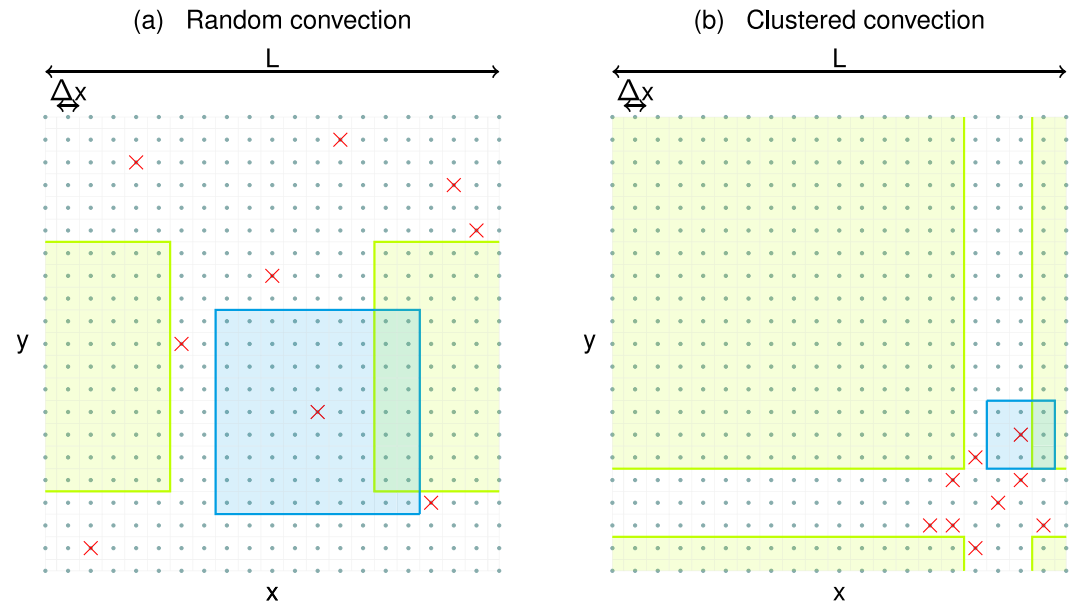 (a) Random convection
L
Δx
y
x
(b) Clustered convection
L
Δx
y
x